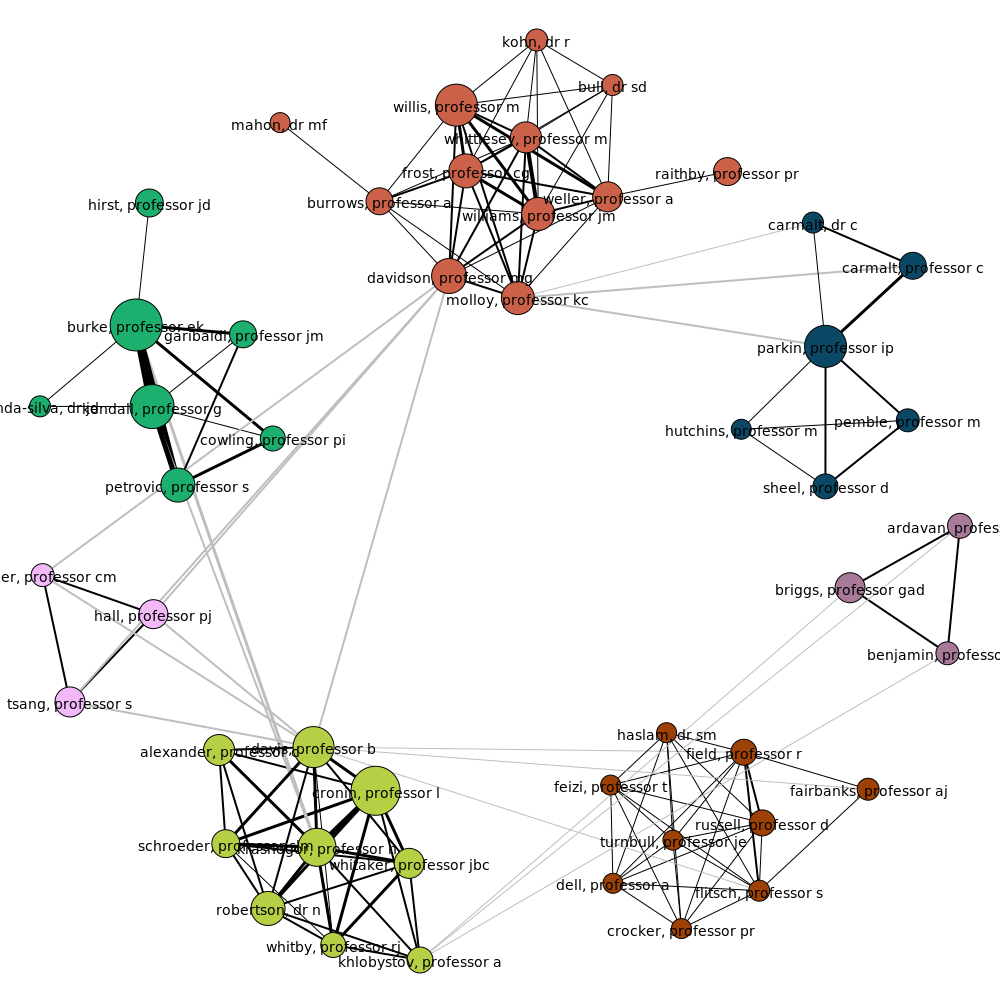 kohn, dr r
bull, dr sd
willis, professor m
mahon, dr mf
whittlesey, professor m
frost, professor cg
raithby, professor pr
weller, professor a
burrows, professor a
hirst, professor jd
williams, professor jm
carmalt, dr c
carmalt, professor c
davidson, professor mg
molloy, professor kc
burke, professor ek
garibaldi, professor jm
parkin, professor ip
kendall, professor g
pemble, professor m
hutchins, professor m
cowling, professor pi
petrovic, professor s
sheel, professor d
ardavan, profes
er, professor cm
briggs, professor gad
hall, professor pj
benjamin, professo
tsang, professor s
haslam, dr sm
davis, professor b
alexander, professor
field, professor r
feizi, professor t
fairbanks, professor aj
cronin, professor l
russell, professor d
turnbull, professor je
schroeder, professor m
krasnogor, professor n
whitaker, professor jbc
dell, professor a
flitsch, professor s
robertson, dr n
crocker, professor pr
whitby, professor rj
khlobystov, professor a